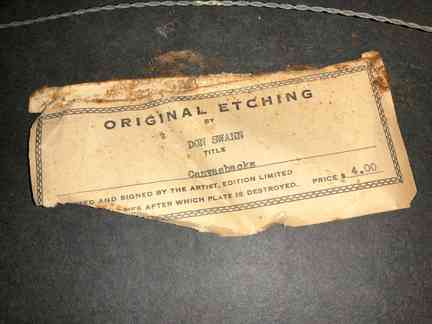 ORIGINAL ETCHING
BY
DON SWANN
TITLE
Canvasbacks
AND SIGNED BY THE ARTIST, EDITION LIMITED
AFTER WHICH PLATE IS DESTROYED. PRICE $ 4.00